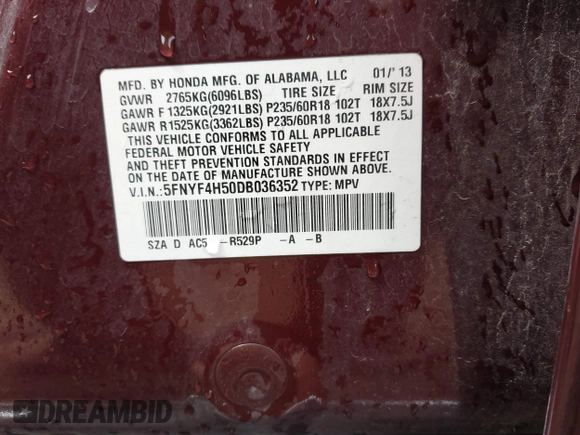 MFD. BY HONDA MFG. OF ALABAMA, LLC 01/'13
GVWR 2765KG(6096LBS) TIRE SIZE RIM SIZE
GAWR F1325KG(2921LBS) P235/60R18 102T 18X7.5J
GAWR R1525KG(3362LBS) P235/60R18 102T 18X7.5J
THIS VEHICLE CONFORMS TO ALL APPLICABLE
FEDERAL MOTOR VEHICLE SAFETY
AND THEFT PREVENTION STANDARDS IN EFFECT
ON THE DATE OF MANUFACTURE SHOWN ABOVE.
V.I.N.: 5FNYF4H50DB036352 TYPE: MPV
SZA D AC5 -R529P -A -B
DREAMBID